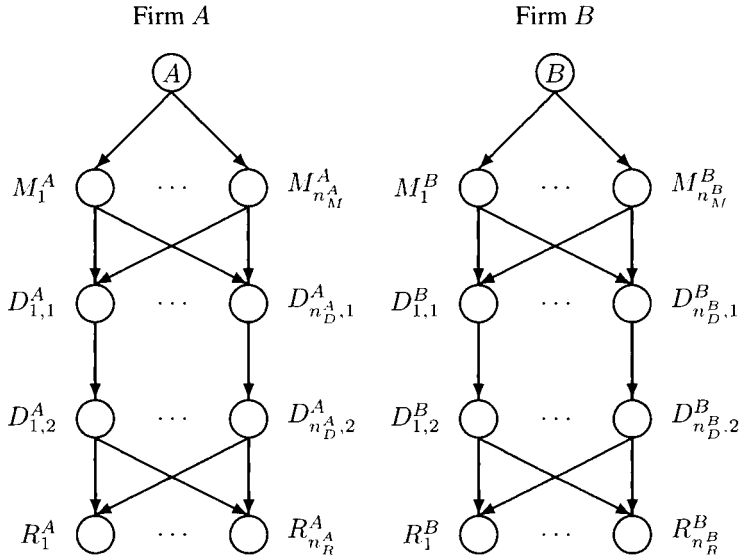 Firm A Firm B
A B
M_1^A ... M_{n_M^A}^A M_1^B ... M_{n_M^B}^B
D_{1,1}^A ... D_{n_D^A,1}^A D_{1,1}^B ... D_{n_D^B,1}^B
D_{1,2}^A ... D_{n_D^A,2}^A D_{1,2}^B ... D_{n_D^B.2}^B
R_1^A ... R_{n_R^A}^A R_1^B ... R_{n_R^B}^B